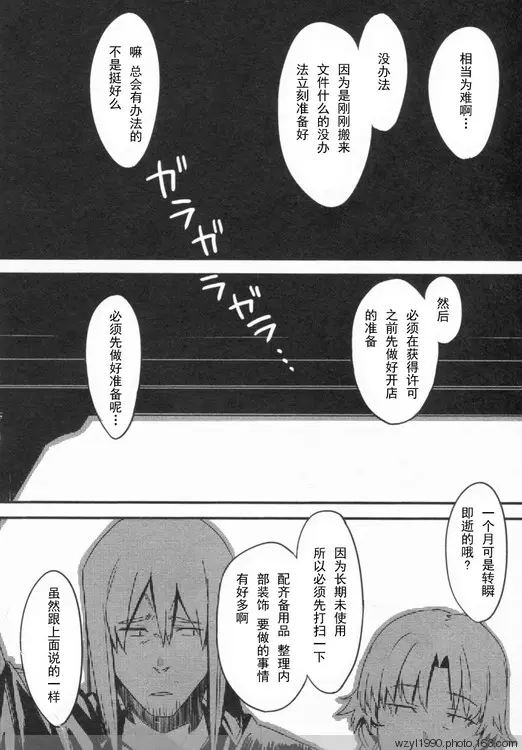 相当为难啊…
没办法
因为是刚刚搬来
文件什么的没办
法立刻准备好
嘛 总会有办法的
不是挺好么
ガラガラガラガラ…
然后
必须在获得许可
之前先做好开店
的准备
必须先做好
准备呢…
一个月可是转瞬
即逝的哦?
因为长期未使用
所以必须先打扫一下
配齐备用品 整理内
部装饰 要做的事情
有好多啊
虽然跟上面说的
一样
wzyl1990.photo.163.com